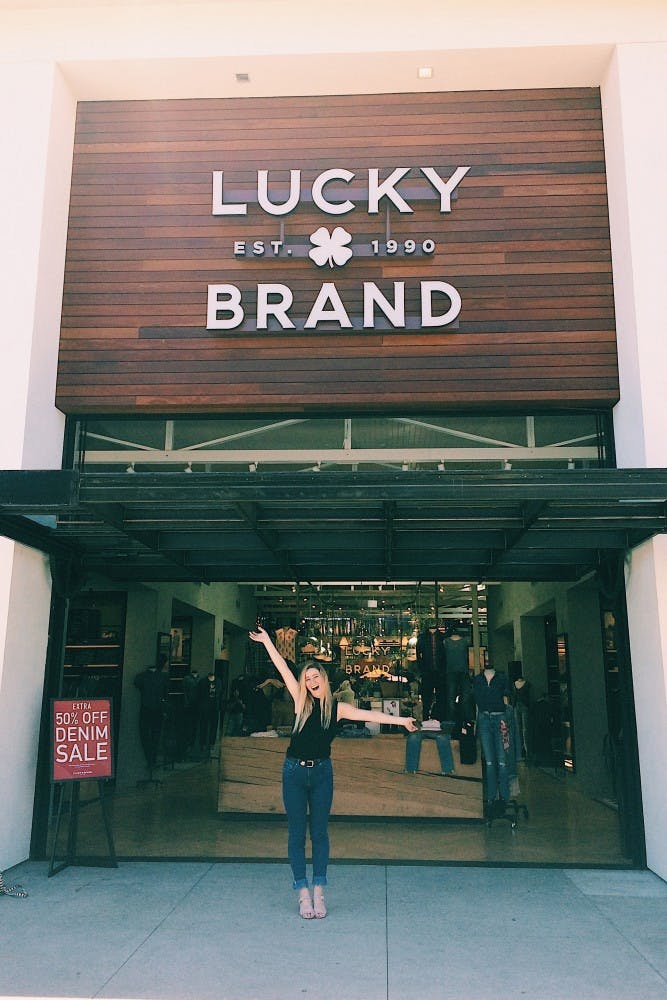 LUCKY
EST. 1990
BRAND
LUCKY
BRAND
EXTRA
50% OFF
DENIM
SALE